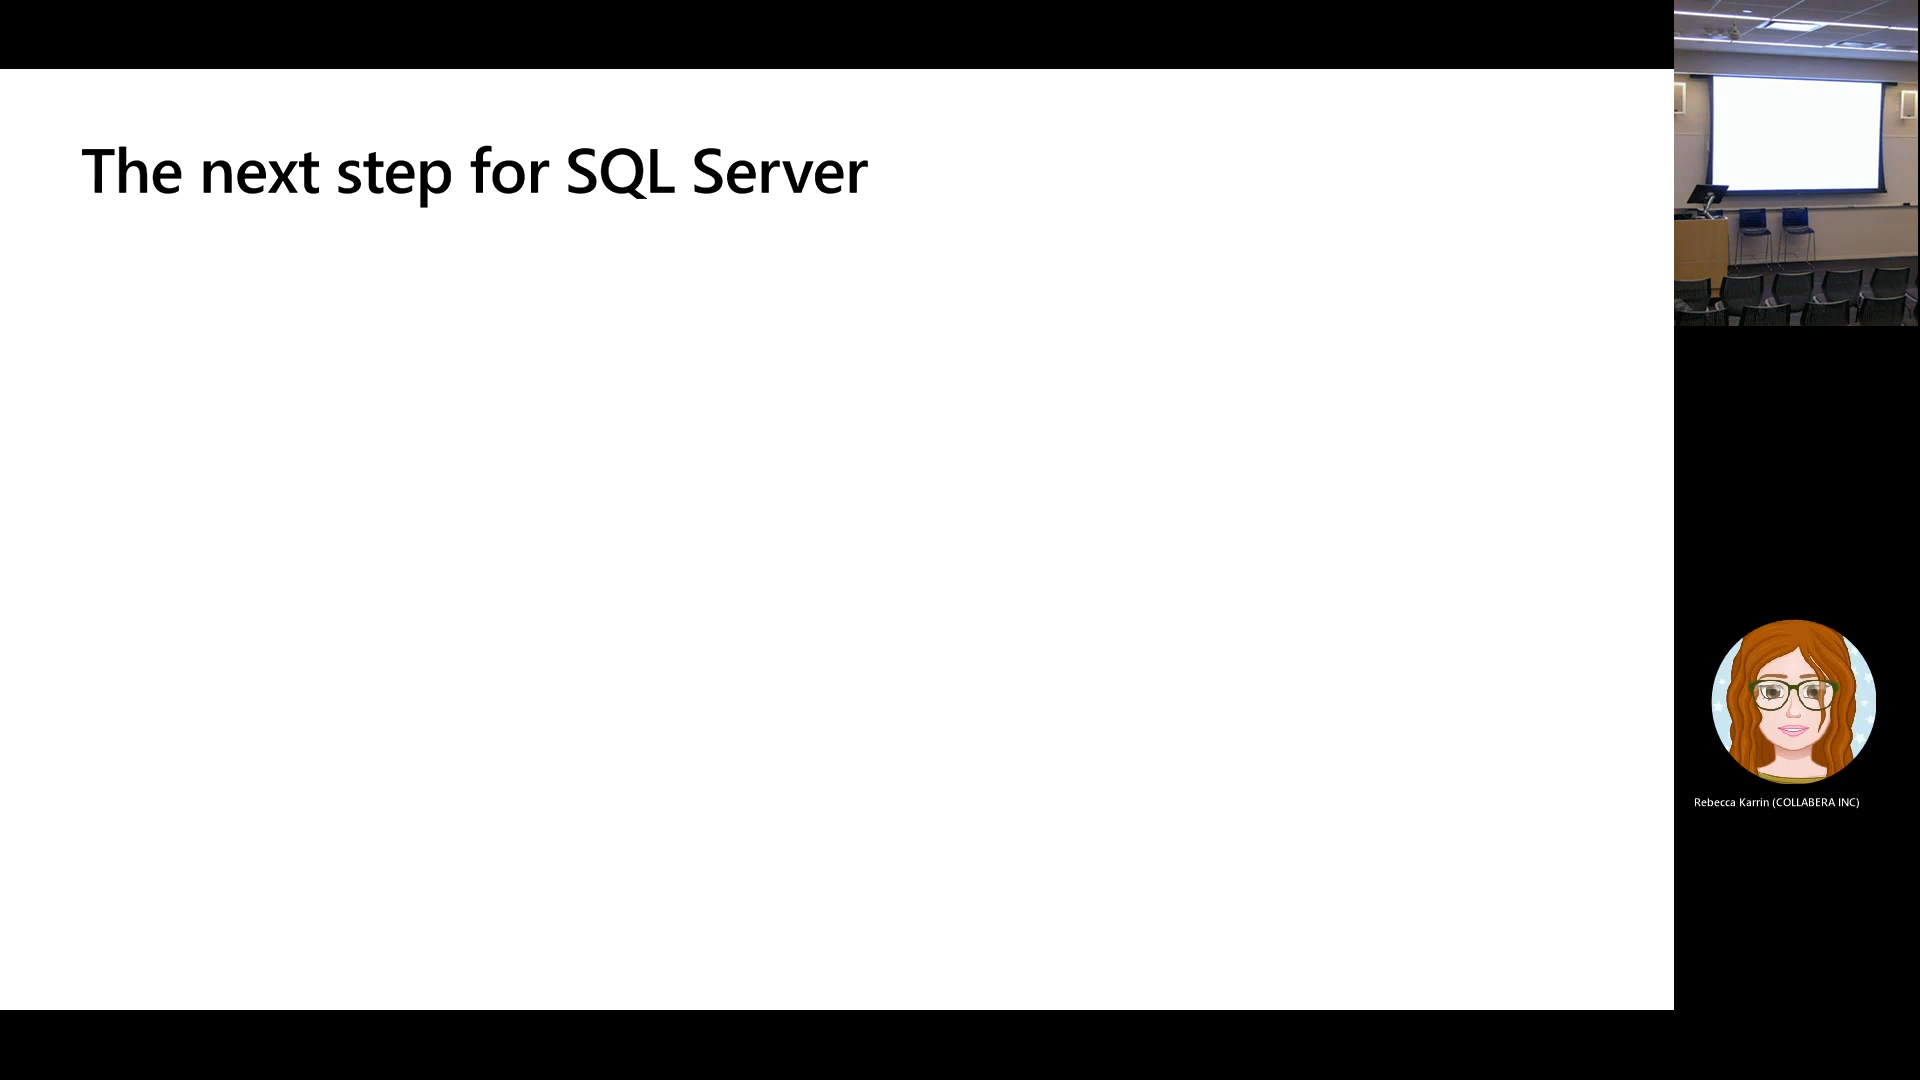 The next step for SQL Server
Rebecca Karrin (COLLABERA INC)